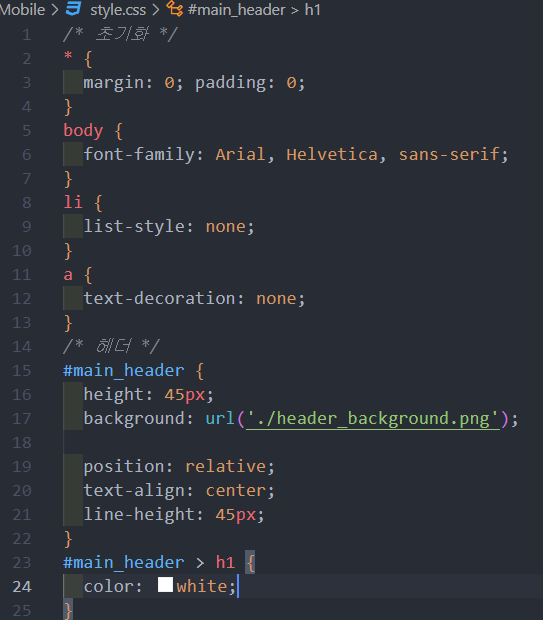 Mobile > style.css > #main_header > h1
1 /* 초기화 */
2 * {
3 margin: 0; padding: 0;
4 }
5 body {
6 font-family: Arial, Helvetica, sans-serif;
7 }
8 li {
9 list-style: none;
10 }
11 a {
12 text-decoration: none;
13 }
14 /* 헤더 */
15 #main_header {
16 height: 45px;
17 background: url('./header_background.png');
18
19 position: relative;
20 text-align: center;
21 line-height: 45px;
22 }
23 #main_header > h1 {
24 color: white;
25 }